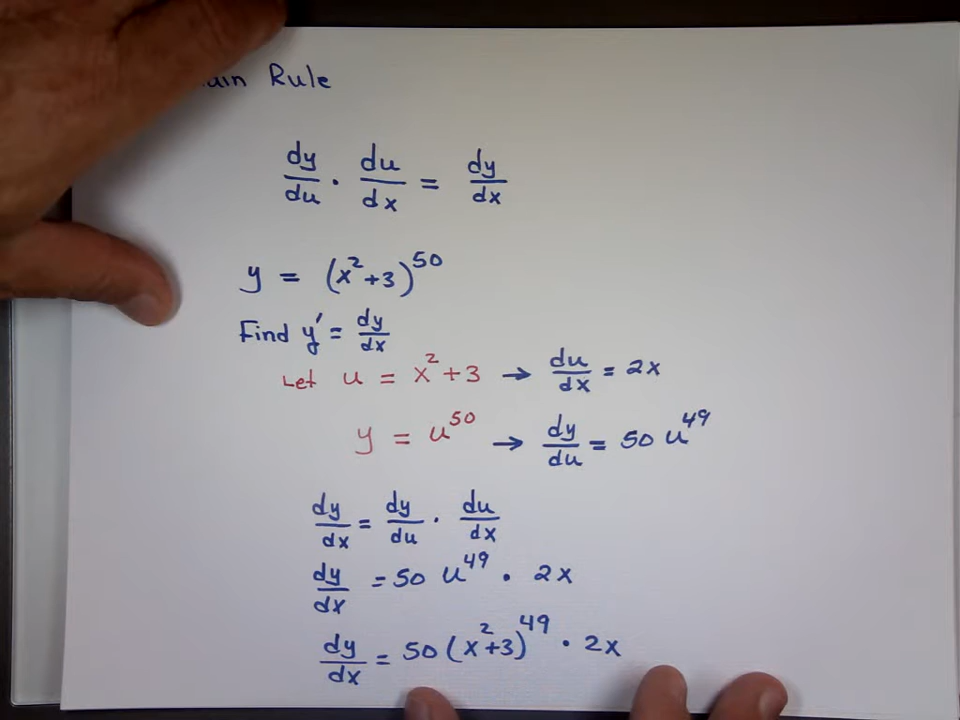 Rule
dy/du · du/dx = dy/dx
y = (x²+3)⁵⁰
Find y' = dy/dx
Let u = x²+3 → du/dx = 2x
y = u⁵⁰ → dy/du = 50 u⁴⁹
dy/dx = dy/du · du/dx
dy/dx = 50 u⁴⁹ · 2x
dy/dx = 50 (x²+3)⁴⁹ · 2x